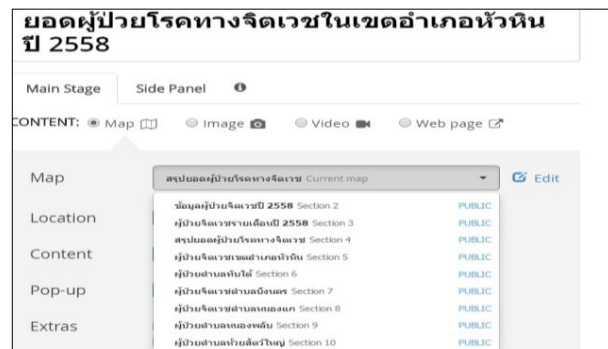 ยอดผู้ป่วยโรคทางจิตเวชในเขตอำเภอหัวหิน
ปี 2558
Main Stage Side Panel
CONTENT: Map Image Video Web page
Map สรุปยอดผู้ป่วยโรคทางจิตเวช Current map Edit
ข้อมูลผู้ป่วยจิตเวชปี 2558 Section 2 PUBLIC
Location ผู้ป่วยจิตเวชรายเดือนปี 2558 Section 3 PUBLIC
สรุปยอดผู้ป่วยโรคทางจิตเวช Section 4 PUBLIC
Content ผู้ป่วยจิตเวชเขตอำเภอหัวหิน Section 5 PUBLIC
ผู้ป่วยตำบลทับใต้ Section 6 PUBLIC
Pop-up ผู้ป่วยจิตเวชตำบลบึงนคร Section 7 PUBLIC
ผู้ป่วยจิตเวชตำบลหนองแก Section 8 PUBLIC
Extras ผู้ป่วยตำบลหนองพลับ Section 9 PUBLIC
ผู้ป่วยตำบลห้วยสัตว์ใหญ่ Section 10 PUBLIC